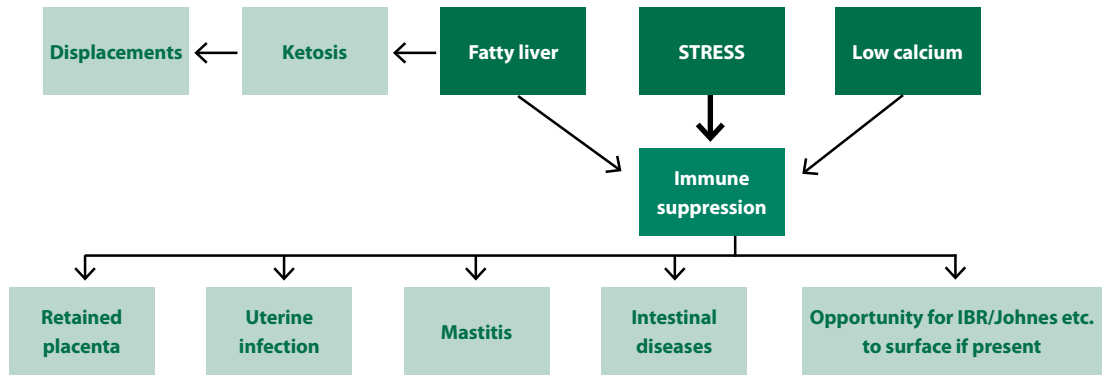 Displacements
Ketosis
Fatty liver
STRESS
Low calcium
Immune
suppression
Retained
placenta
Uterine
infection
Mastitis
Intestinal
diseases
Opportunity for IBR/Johnes etc.
to surface if present